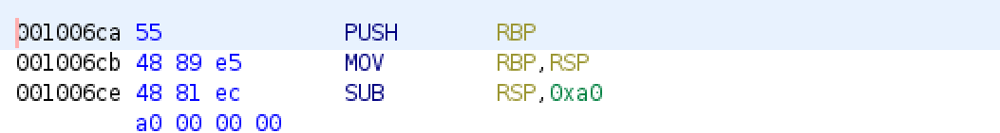 001006ca 55 PUSH RBP
001006cb 48 89 e5 MOV RBP,RSP
001006ce 48 81 ec SUB RSP,0xa0
a0 00 00 00